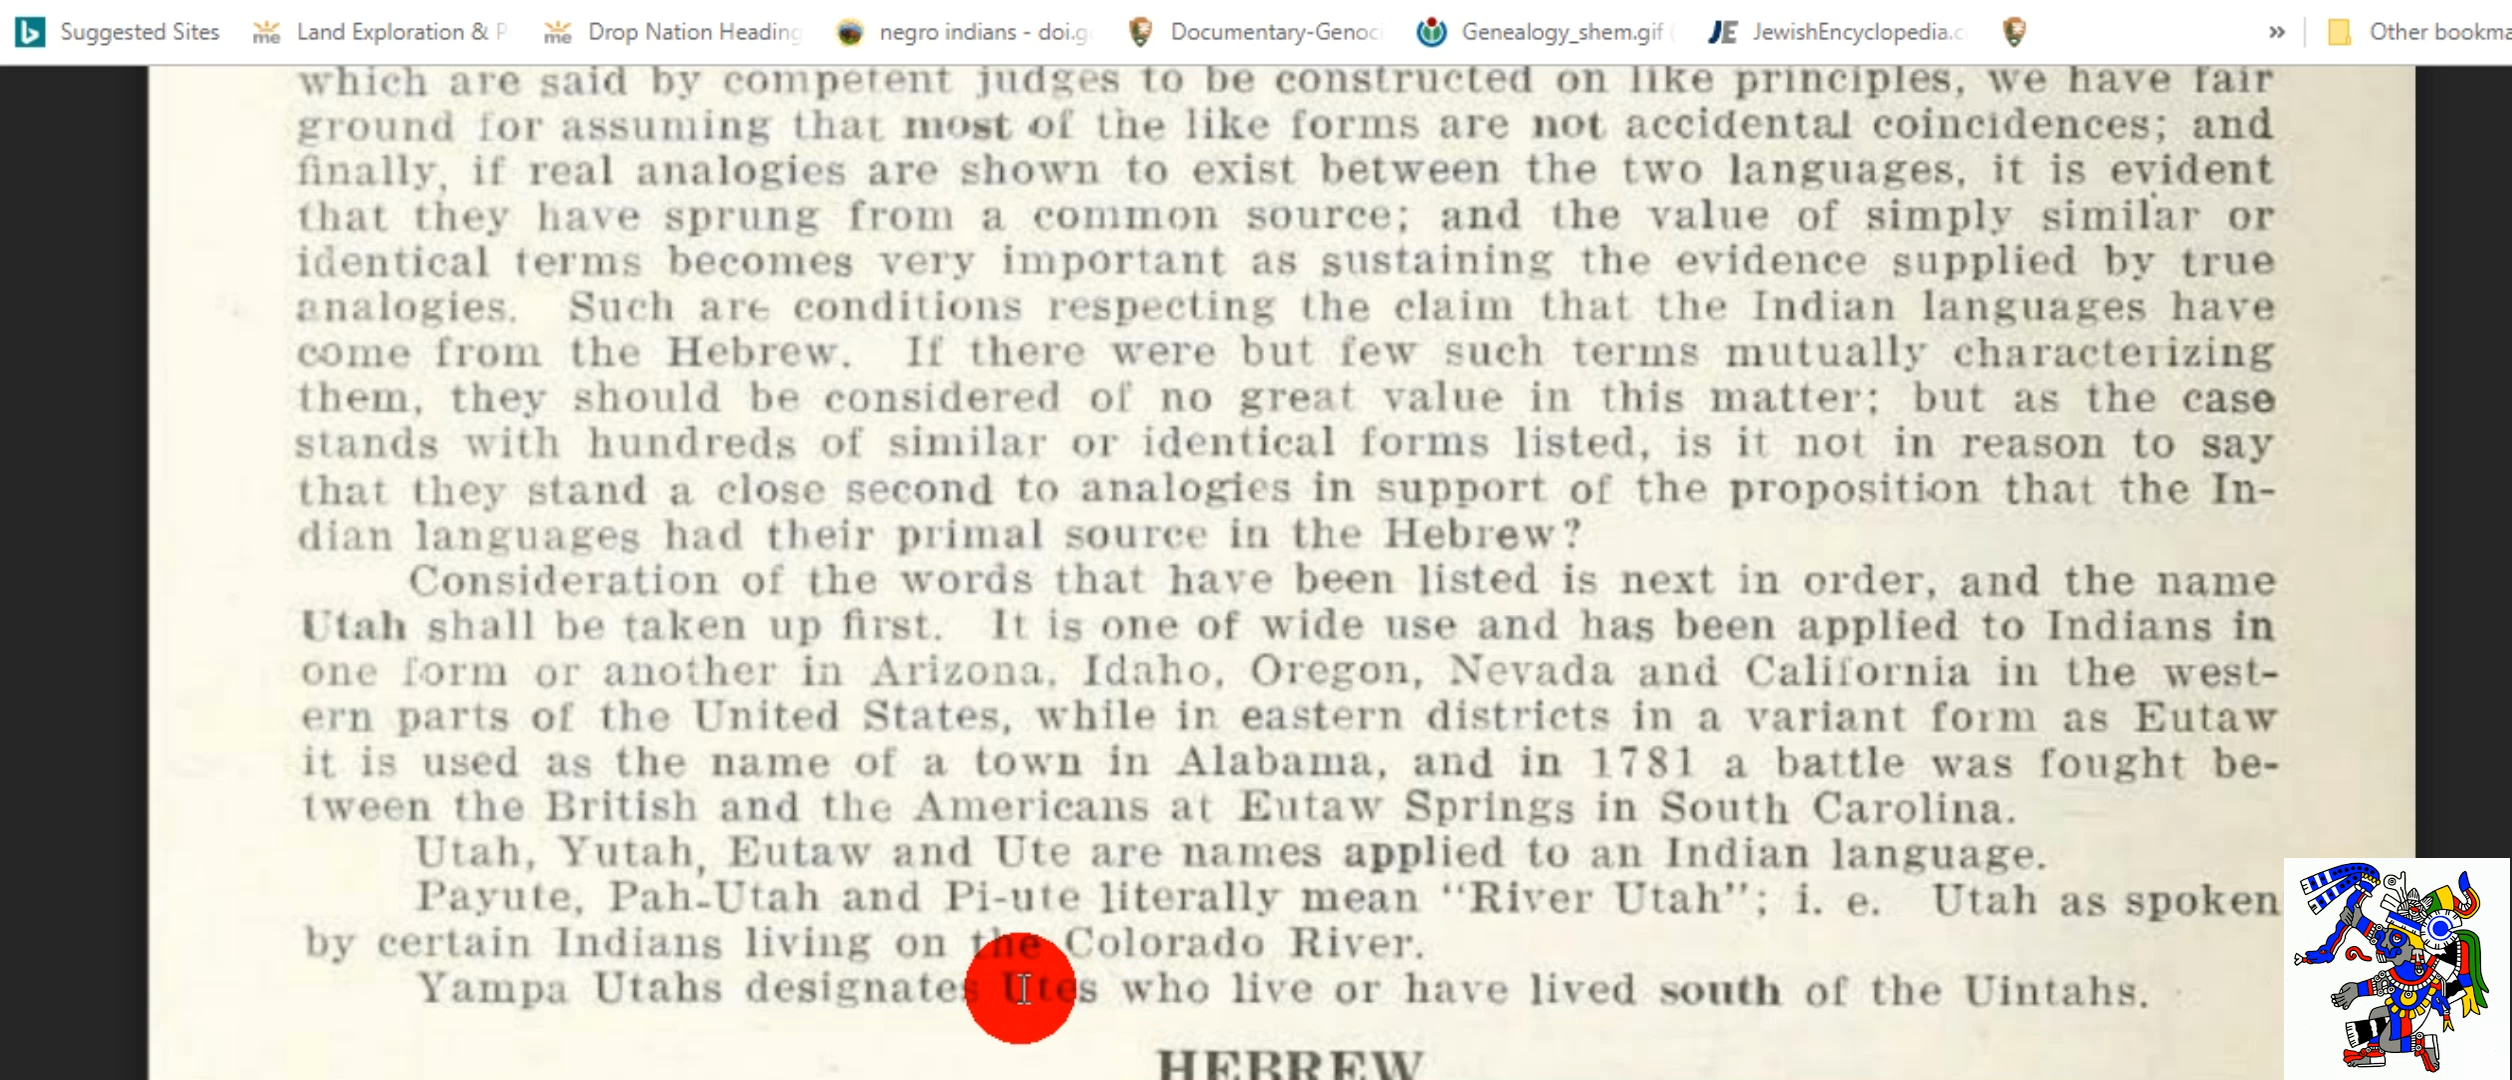 Suggested Sites Land Exploration & P Drop Nation Heading negro indians - doi.g Documentary-Genoci Genealogy_shem.gif ( JewishEncyclopedia.c » Other bookma
which are said by competent judges to be constructed on like principles, we have fair
ground for assuming that most of the like forms are not accidental coincidences; and
finally, if real analogies are shown to exist between the two languages, it is evident
that they have sprung from a common source; and the value of simply similar or
identical terms becomes very important as sustaining the evidence supplied by true
analogies. Such are conditions respecting the claim that the Indian languages have
come from the Hebrew. If there were but few such terms mutually characterizing
them, they should be considered of no great value in this matter; but as the case
stands with hundreds of similar or identical forms listed, is it not in reason to say
that they stand a close second to analogies in support of the proposition that the In-
dian languages had their primal source in the Hebrew?
Consideration of the words that have been listed is next in order, and the name
Utah shall be taken up first. It is one of wide use and has been applied to Indians in
one form or another in Arizona, Idaho, Oregon, Nevada and California in the west-
ern parts of the United States, while in eastern districts in a variant form as Eutaw
it is used as the name of a town in Alabama, and in 1781 a battle was fought be-
tween the British and the Americans at Eutaw Springs in South Carolina.
Utah, Yutah, Eutaw and Ute are names applied to an Indian language.
Payute, Pah-Utah and Pi-ute literally mean "River Utah"; i. e. Utah as spoken
by certain Indians living on the Colorado River.
Yampa Utahs designates Utes who live or have lived south of the Uintahs.
HEBREW